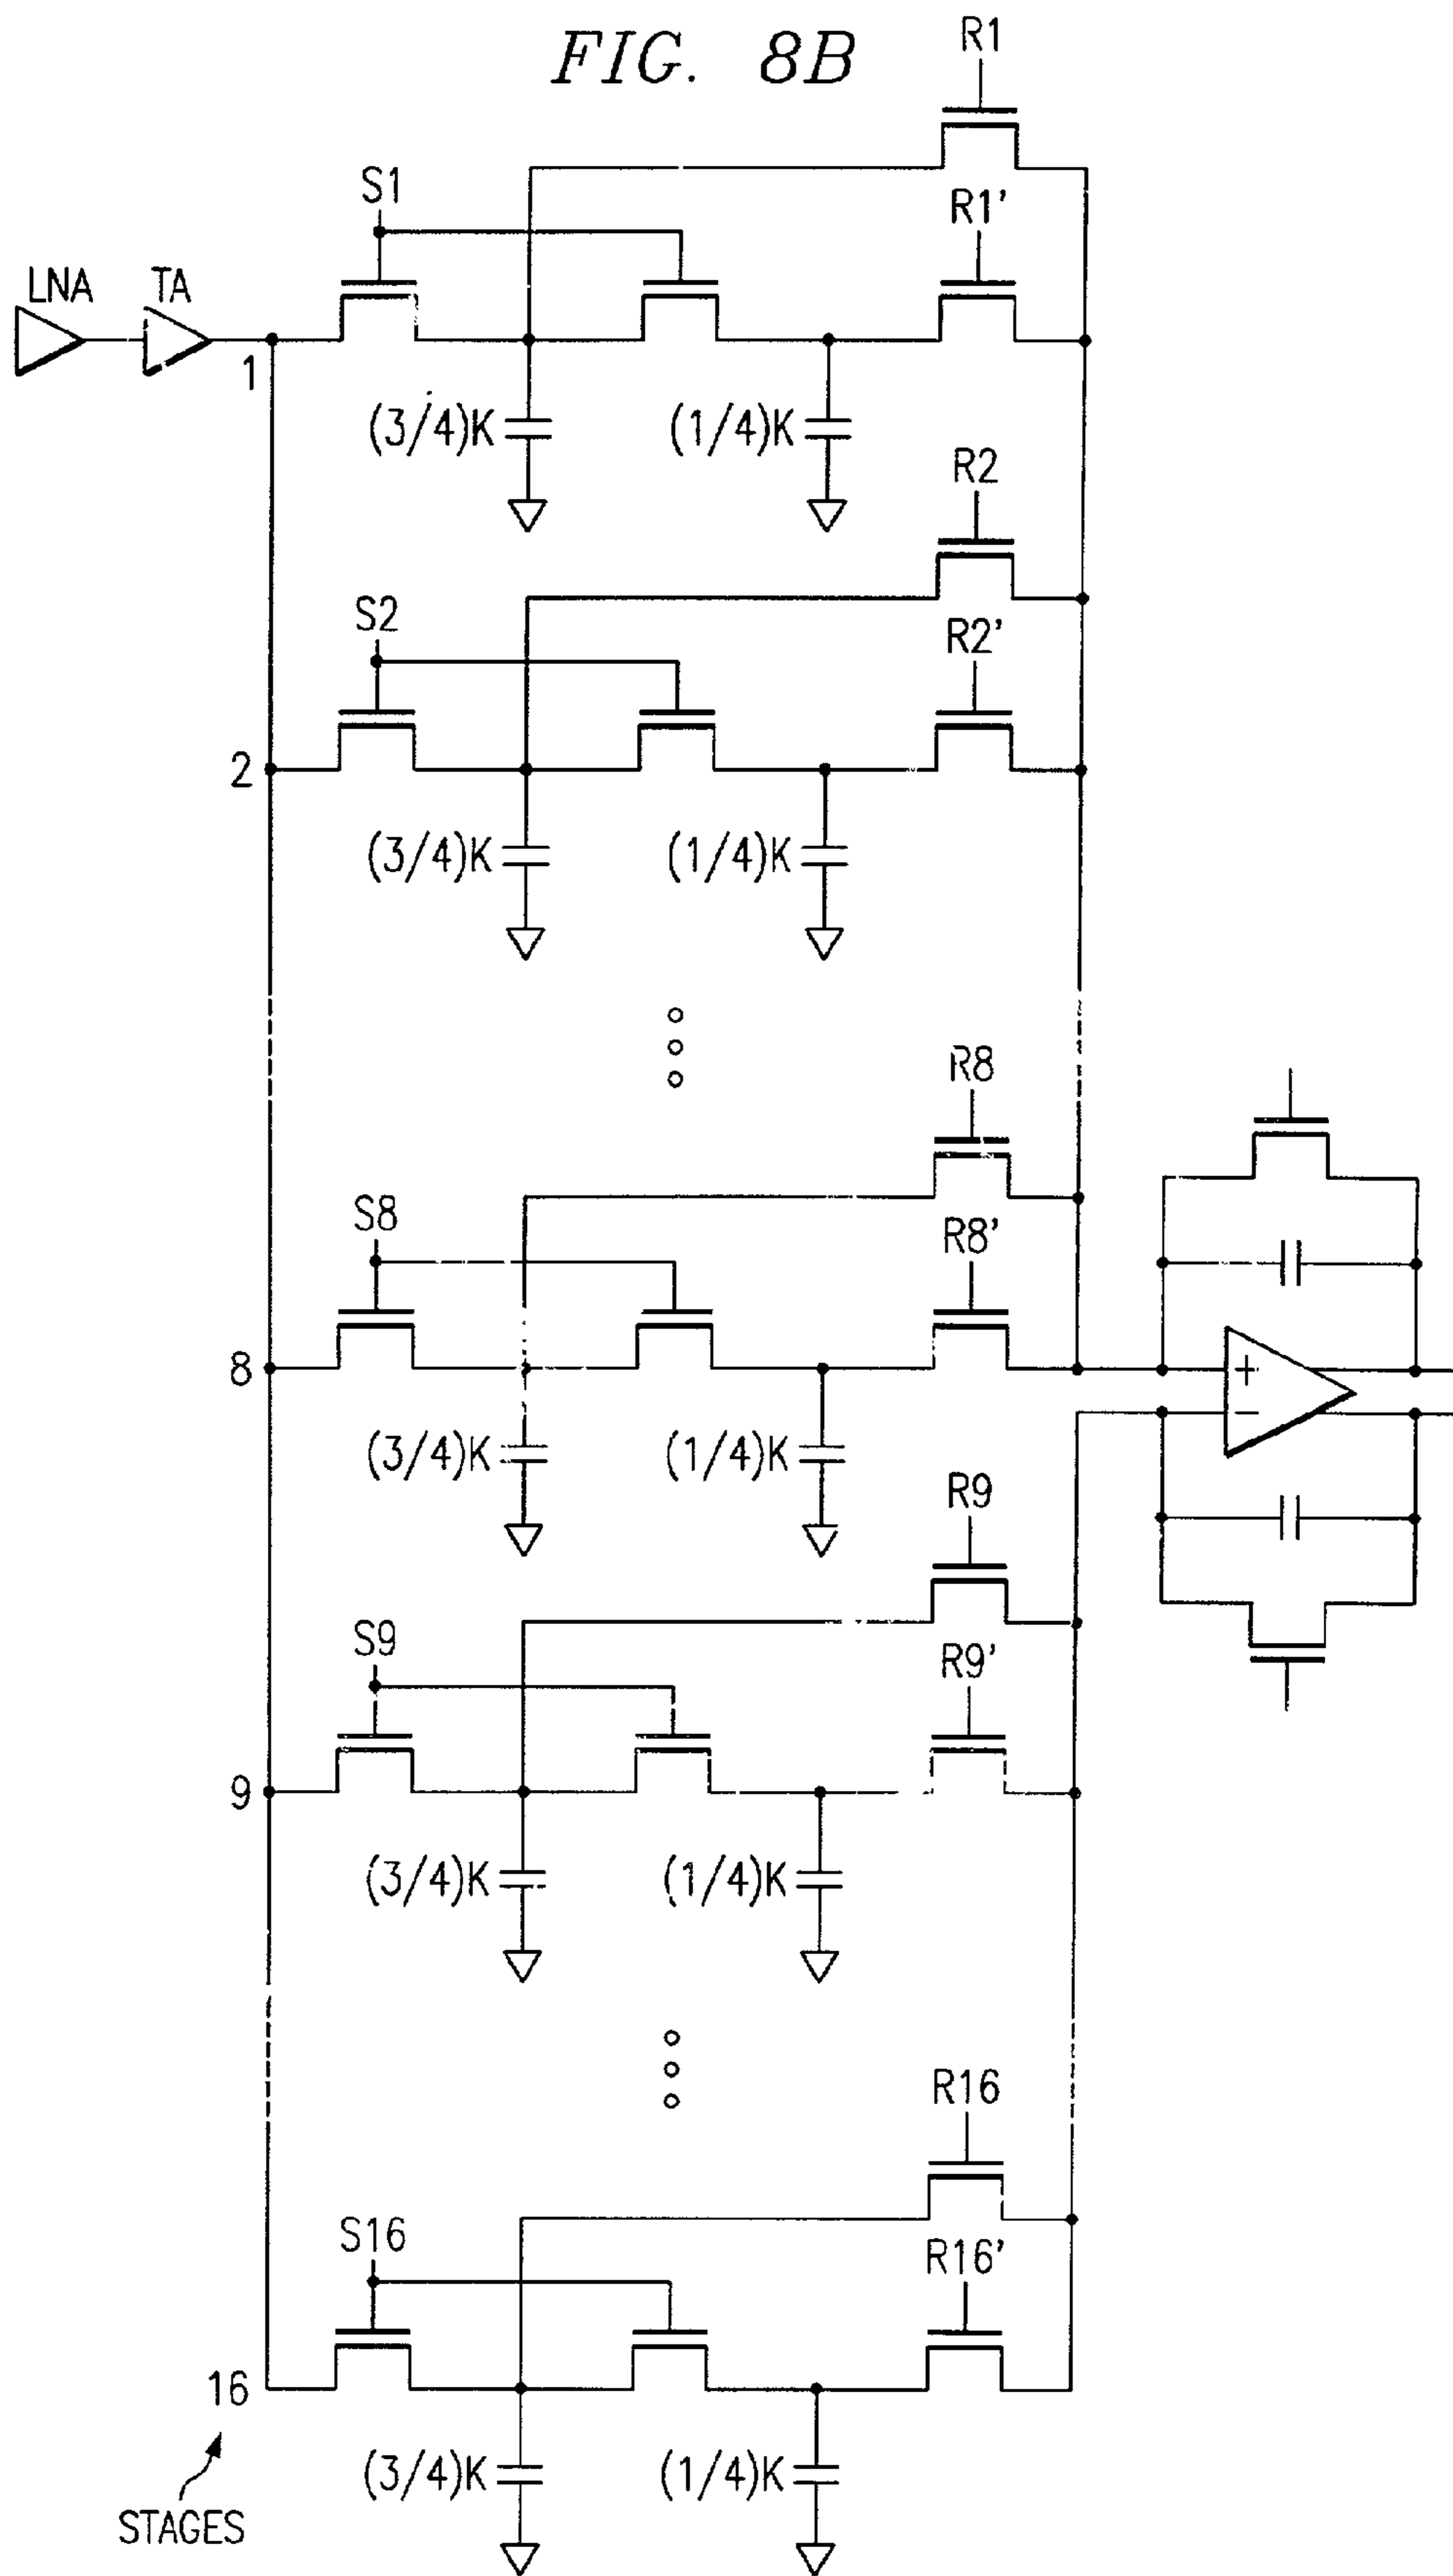 FIG. 8B
R1
S1
R1'
LNA
TA
1
(3/4)K
(1/4)K
R2
S2
R2'
2
(3/4)K
(1/4)K
R8
S8
R8'
8
+
−
(3/4)K
(1/4)K
R9
S9
R9'
9
(3/4)K
(1/4)K
R16
S16
R16'
16
(3/4)K
(1/4)K
STAGES